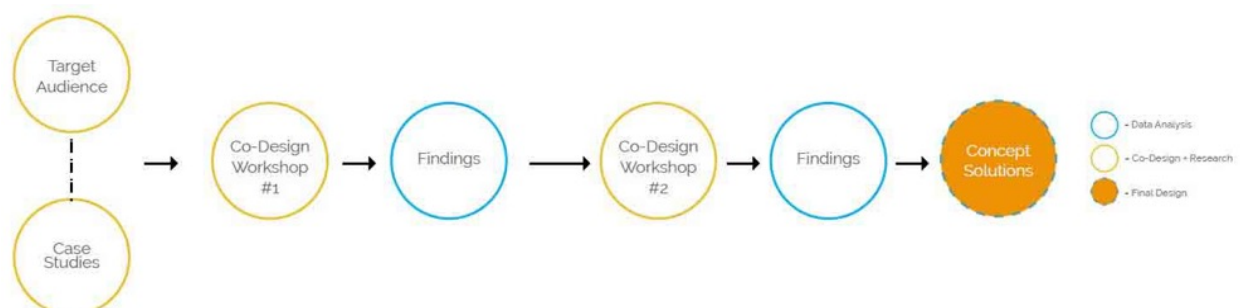 Target
Audience
Case
Studies
Co-Design
Workshop
#1
Findings
Co-Design
Workshop
#2
Findings
Concept
Solutions
= Data Analysis
= Co-Design + Research
= Final Design